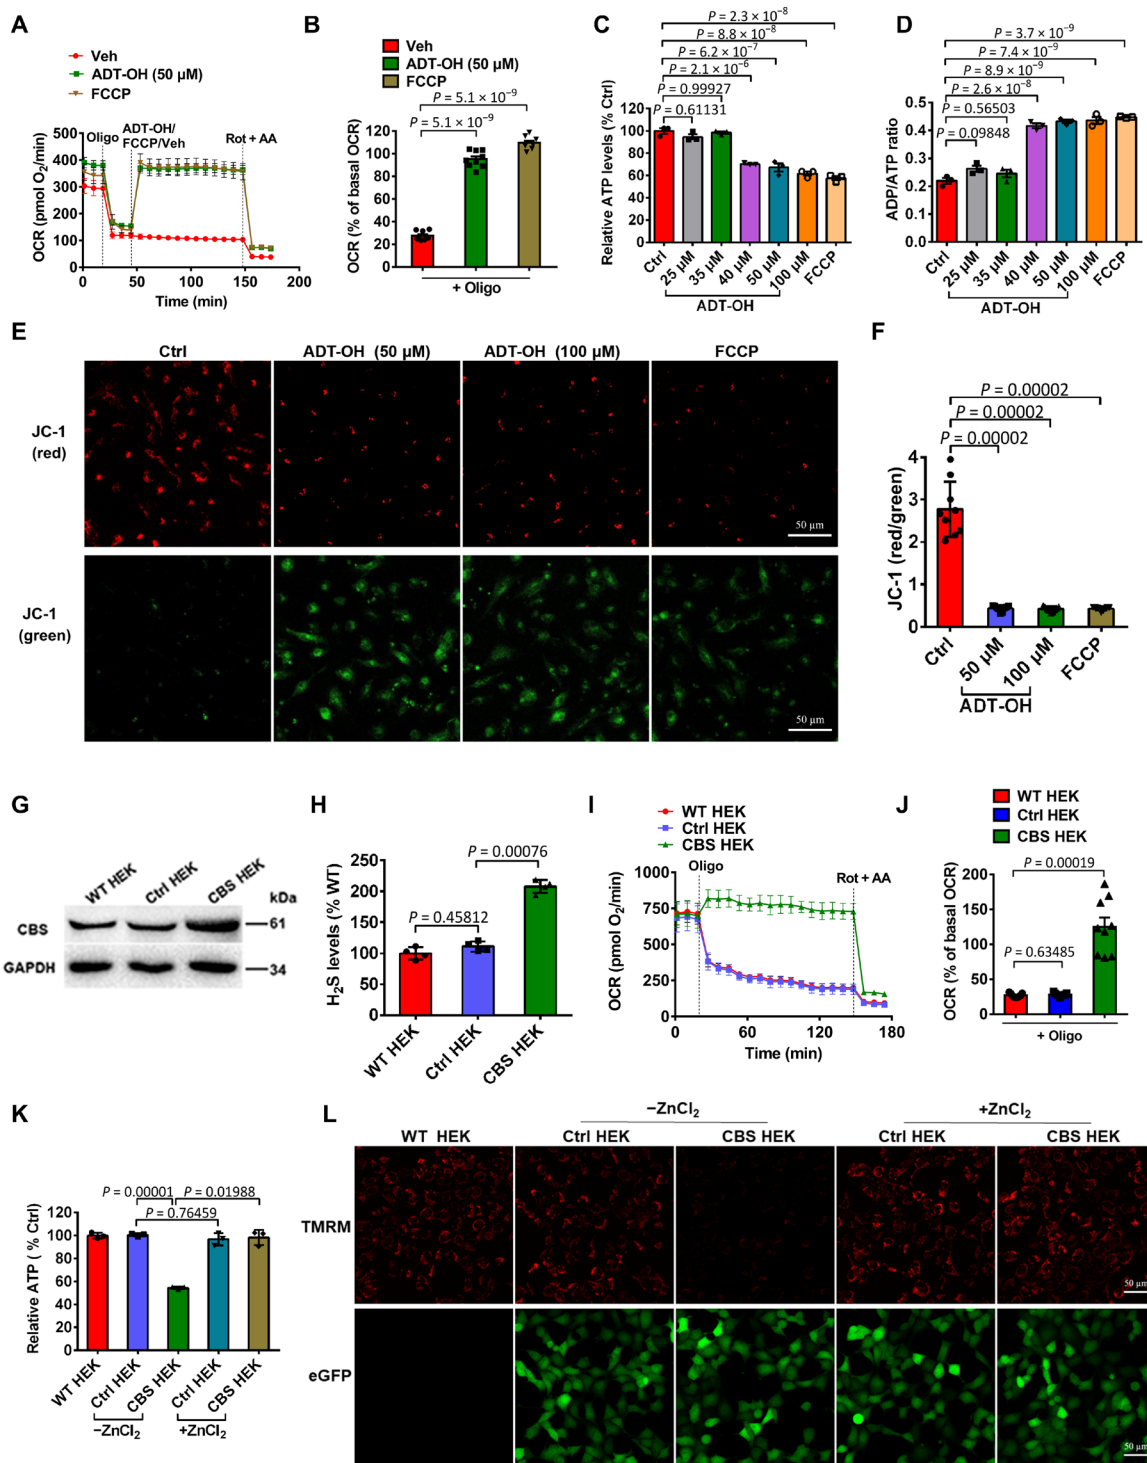 A
Veh
ADT-OH (50 µM)
FCCP
Oligo
ADT-OH/
FCCP/Veh
Rot + AA
OCR (pmol O₂/min)
500
400
300
200
100
0
0 50 100 150 200
Time (min)
B
Veh
ADT-OH (50 µM)
FCCP
P = 5.1 × 10⁻⁹
P = 5.1 × 10⁻⁹
OCR (% of basal OCR)
120
100
80
60
40
20
0
+ Oligo
C
P = 2.3 × 10⁻⁸
P = 8.8 × 10⁻⁸
P = 6.2 × 10⁻⁷
P = 2.1 × 10⁻⁶
P = 0.99927
P = 0.61131
Relative ATP levels (% Ctrl)
120
100
80
60
40
20
0
Ctrl 25 µM 35 µM 40 µM 50 µM 100 µM FCCP
ADT-OH
D
P = 3.7 × 10⁻⁹
P = 7.4 × 10⁻⁹
P = 8.9 × 10⁻⁹
P = 2.6 × 10⁻⁸
P = 0.56503
P = 0.09848
ADP/ATP ratio
0.5
0.4
0.3
0.2
0.1
0.0
Ctrl 25 µM 35 µM 40 µM 50 µM 100 µM FCCP
ADT-OH
E
Ctrl ADT-OH (50 µM) ADT-OH (100 µM) FCCP
JC-1
(red)
50 µm
JC-1
(green)
50 µm
F
P = 0.00002
P = 0.00002
P = 0.00002
JC-1 (red/green)
4
3
2
1
0
Ctrl 50 µM 100 µM FCCP
ADT-OH
G
WT HEK Ctrl HEK CBS HEK
kDa
CBS 61
GAPDH 34
H
P = 0.00076
P = 0.45812
H₂S levels (% WT)
250
200
150
100
50
0
WT HEK Ctrl HEK CBS HEK
I
WT HEK
Ctrl HEK
CBS HEK
Oligo
Rot + AA
OCR (pmol O₂/min)
1000
750
500
250
0
0 60 120 180
Time (min)
J
WT HEK
Ctrl HEK
CBS HEK
P = 0.00019
P = 0.63485
OCR (% of basal OCR)
200
150
100
50
0
+ Oligo
K
P = 0.00001 P = 0.01988
P = 0.76459
Relative ATP ( % Ctrl)
120
100
80
60
40
20
0
WT HEK Ctrl HEK CBS HEK Ctrl HEK CBS HEK
−ZnCl₂ +ZnCl₂
L
−ZnCl₂ +ZnCl₂
WT HEK Ctrl HEK CBS HEK Ctrl HEK CBS HEK
TMRM
50 µm
eGFP
50 µm